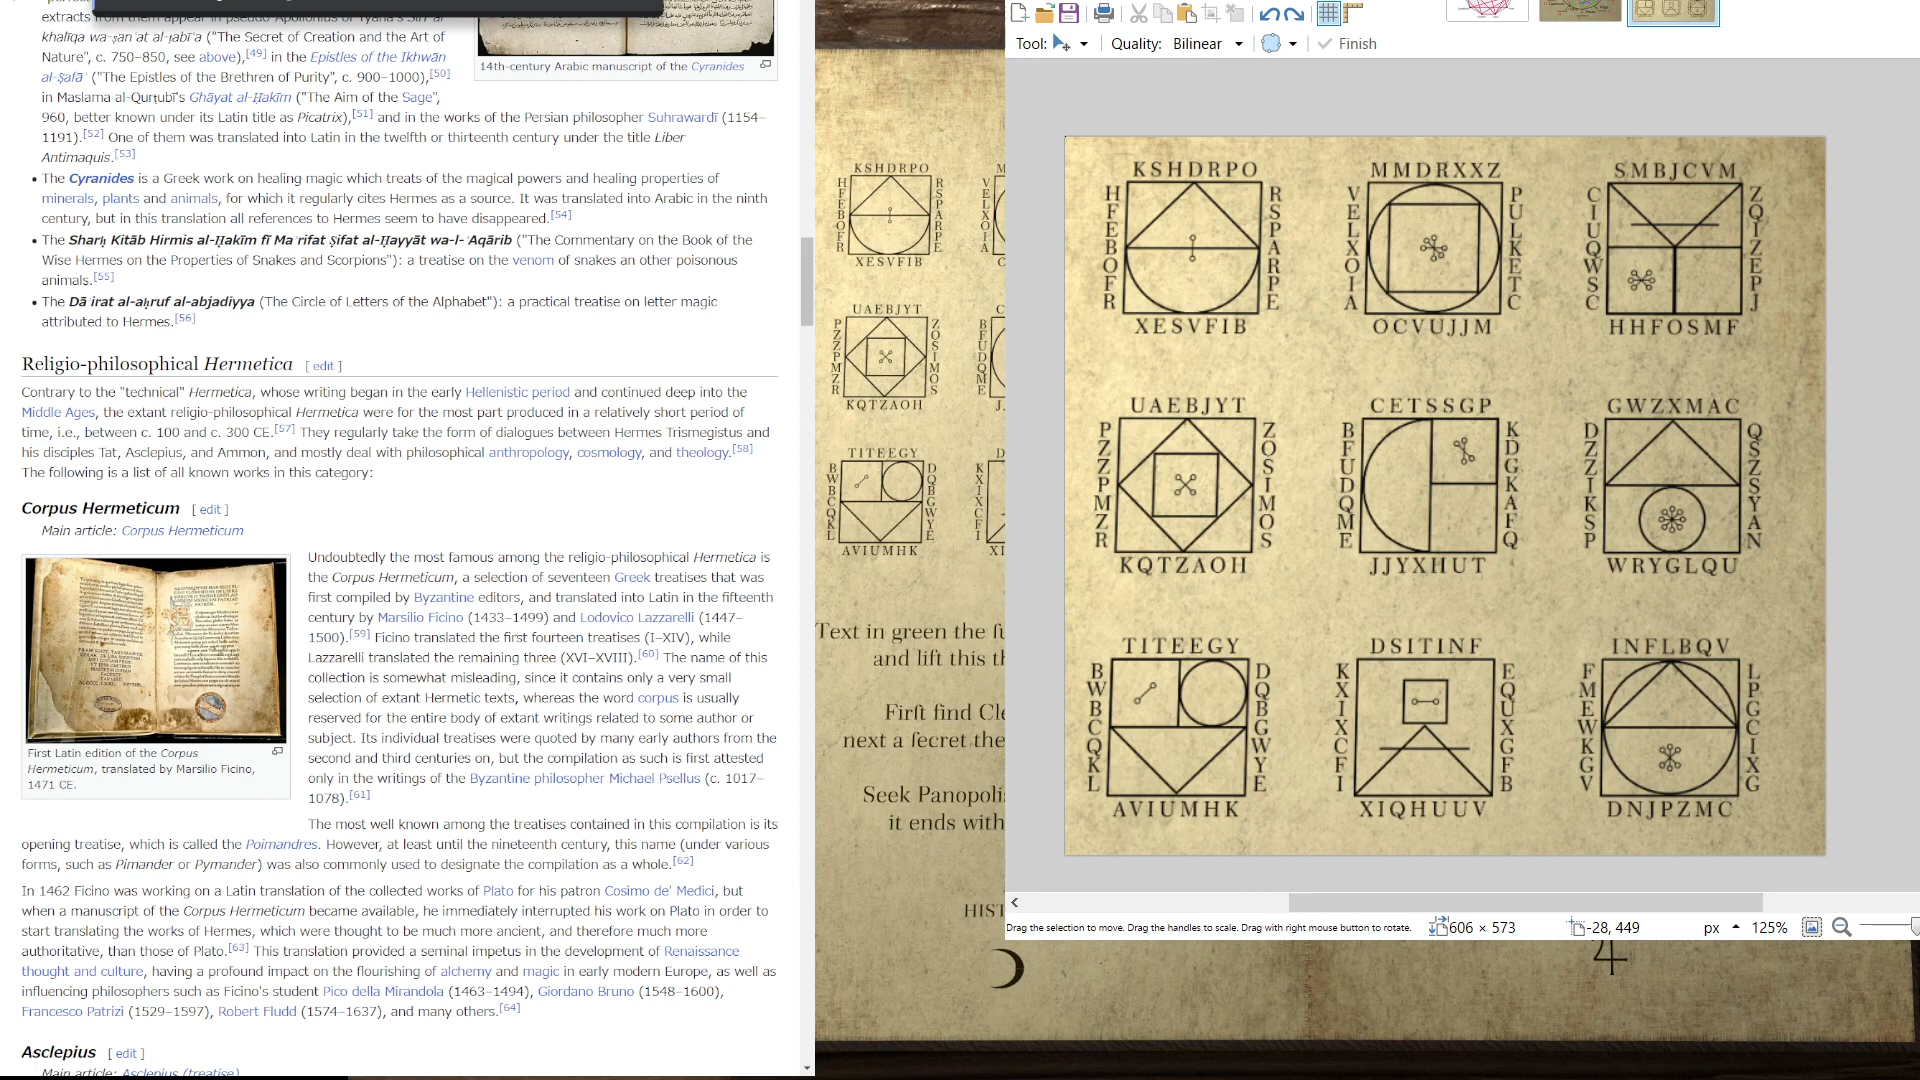 extracts from them appear in pseudo-Apollonius of Tyana's Sirr al-
khalīqa wa-ṣanʿat al-ṭabīʿa ("The Secret of Creation and the Art of
Nature", c. 750–850, see above),[49] in the Epistles of the Ikhwān
al-Ṣafāʾ ("The Epistles of the Brethren of Purity", c. 900–1000),[50]
in Maslama al-Qurṭubī's Ghāyat al-Ḥakīm ("The Aim of the Sage",
960, better known under its Latin title as Picatrix),[51] and in the works of the Persian philosopher Suhrawardī (1154–
1191).[52] One of them was translated into Latin in the twelfth or thirteenth century under the title Liber
Antimaquis.[53]
14th-century Arabic manuscript of the Cyranides
• The Cyranides is a Greek work on healing magic which treats of the magical powers and healing properties of
minerals, plants and animals, for which it regularly cites Hermes as a source. It was translated into Arabic in the ninth
century, but in this translation all references to Hermes seem to have disappeared.[54]
• The Sharḥ Kitāb Hirmis al-Ḥakīm fī Maʿrifat Ṣifat al-Ḥayyāt wa-l-ʿAqārib ("The Commentary on the Book of the
Wise Hermes on the Properties of Snakes and Scorpions"): a treatise on the venom of snakes an other poisonous
animals.[55]
• The Dāʾirat al-aḥruf al-abjadiyya (The Circle of Letters of the Alphabet"): a practical treatise on letter magic
attributed to Hermes.[56]
Religio-philosophical Hermetica [ edit ]
Contrary to the "technical" Hermetica, whose writing began in the early Hellenistic period and continued deep into the
Middle Ages, the extant religio-philosophical Hermetica were for the most part produced in a relatively short period of
time, i.e., between c. 100 and c. 300 CE.[57] They regularly take the form of dialogues between Hermes Trismegistus and
his disciples Tat, Asclepius, and Ammon, and mostly deal with philosophical anthropology, cosmology, and theology.[58]
The following is a list of all known works in this category:
Corpus Hermeticum [ edit ]
Main article: Corpus Hermeticum
First Latin edition of the Corpus
Hermeticum, translated by Marsilio Ficino,
1471 CE.
Undoubtedly the most famous among the religio-philosophical Hermetica is
the Corpus Hermeticum, a selection of seventeen Greek treatises that was
first compiled by Byzantine editors, and translated into Latin in the fifteenth
century by Marsilio Ficino (1433–1499) and Lodovico Lazzarelli (1447–
1500).[59] Ficino translated the first fourteen treatises (I–XIV), while
Lazzarelli translated the remaining three (XVI–XVIII).[60] The name of this
collection is somewhat misleading, since it contains only a very small
selection of extant Hermetic texts, whereas the word corpus is usually
reserved for the entire body of extant writings related to some author or
subject. Its individual treatises were quoted by many early authors from the
second and third centuries on, but the compilation as such is first attested
only in the writings of the Byzantine philosopher Michael Psellus (c. 1017–
1078).[61]
The most well known among the treatises contained in this compilation is its
opening treatise, which is called the Poimandres. However, at least until the nineteenth century, this name (under various
forms, such as Pimander or Pymander) was also commonly used to designate the compilation as a whole.[62]
In 1462 Ficino was working on a Latin translation of the collected works of Plato for his patron Cosimo de' Medici, but
when a manuscript of the Corpus Hermeticum became available, he immediately interrupted his work on Plato in order to
start translating the works of Hermes, which were thought to be much more ancient, and therefore much more
authoritative, than those of Plato.[63] This translation provided a seminal impetus in the development of Renaissance
thought and culture, having a profound impact on the flourishing of alchemy and magic in early modern Europe, as well as
influencing philosophers such as Ficino's student Pico della Mirandola (1463–1494), Giordano Bruno (1548–1600),
Francesco Patrizi (1529–1597), Robert Fludd (1574–1637), and many others.[64]
Asclepius [ edit ]
Main article: Asclepius (treatise)
KSHDRPO
HFEBOFR
RSPARPE
XESVFIB
VELXOIA
UAEBJYT
PZZPMZR
ZOSIMOS
KQTZAOH
BFUDQME
TITEEGY
BWBCQKL
DQBGWYE
AVIUMHK
KXIXCFI
Text in green the fu
and lift this th
Firſt find Cle
next a ſecret the
Seek Panopolis
it ends with
HIST
Tool:
Quality: Bilinear
Finish
KSHDRPO
HFEBOFR
RSPARPE
XESVFIB
MMDRXXZ
VELXOIA
PULKETC
OCVUJJM
SMBJCVM
CIUQWSC
ZQIZEPJ
HHFOSMF
UAEBJYT
PZZPMZR
ZOSIMOS
KQTZAOH
CETSSGP
BFUDQME
KDGKAFQ
JJYXHUT
GWZXMAC
DZZIKSP
QSZSYAN
WRYGLQU
TITEEGY
BWBCQKL
DQBGWYE
AVIUMHK
DSITINF
KXIXCFI
EQUXGFB
XIQHUUV
INFLBQV
FMEWKGV
LPGCIXG
DNJPZMC
Drag the selection to move. Drag the handles to scale. Drag with right mouse button to rotate.
606 × 573
-28, 449
px
125%